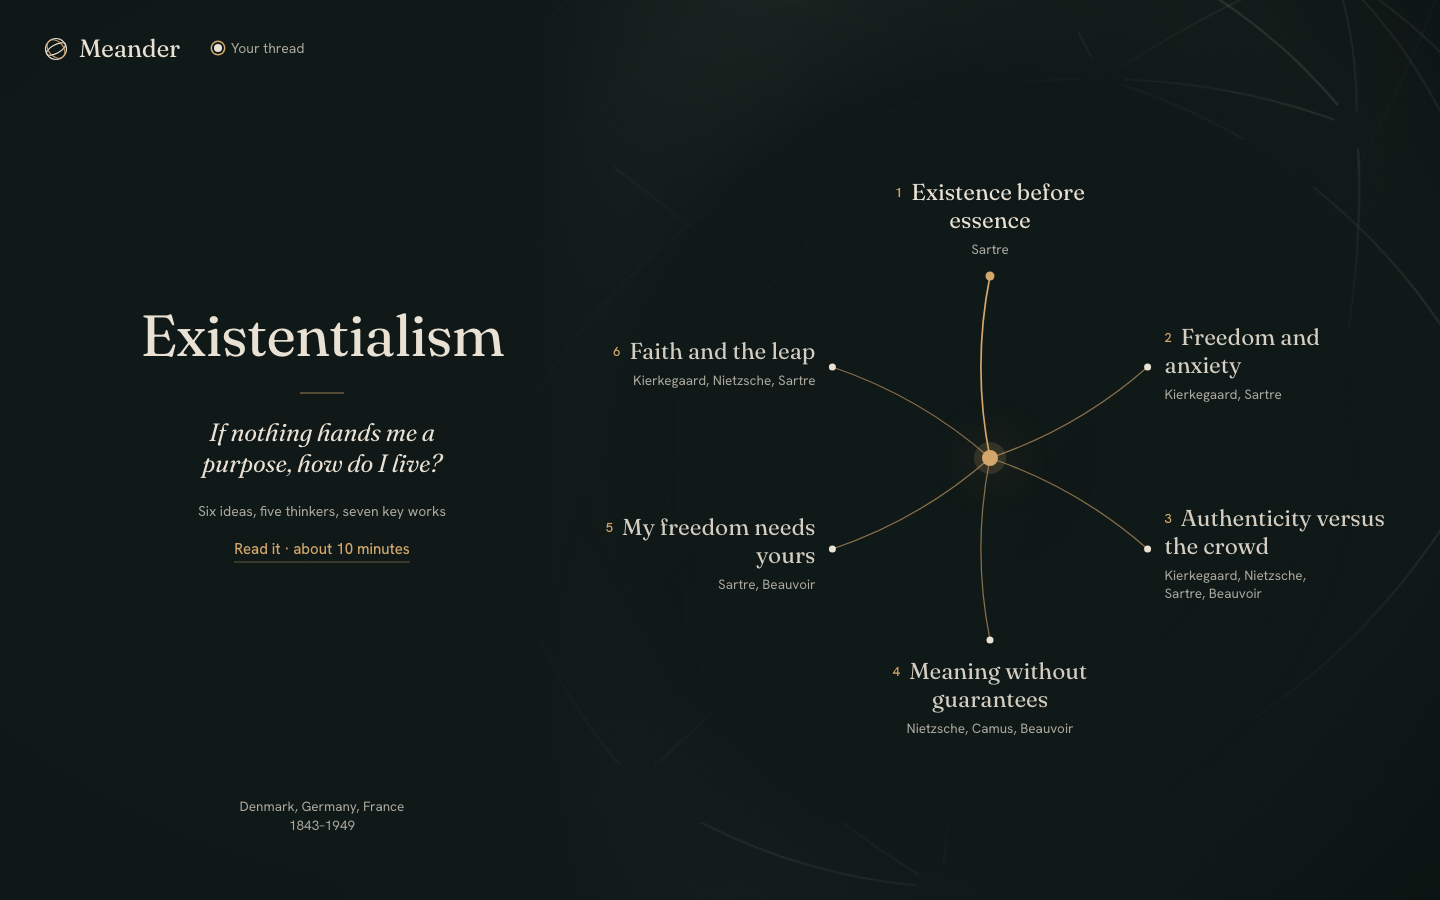 Meander
Your thread
Existentialism
If nothing hands me a
purpose, how do I live?
Six ideas, five thinkers, seven key works
Read it · about 10 minutes
Denmark, Germany, France
1843–1949
1 Existence before
essence
Sartre
2 Freedom and
anxiety
Kierkegaard, Sartre
3 Authenticity versus
the crowd
Kierkegaard, Nietzsche,
Sartre, Beauvoir
4 Meaning without
guarantees
Nietzsche, Camus, Beauvoir
5 My freedom needs
yours
Sartre, Beauvoir
6 Faith and the leap
Kierkegaard, Nietzsche, Sartre